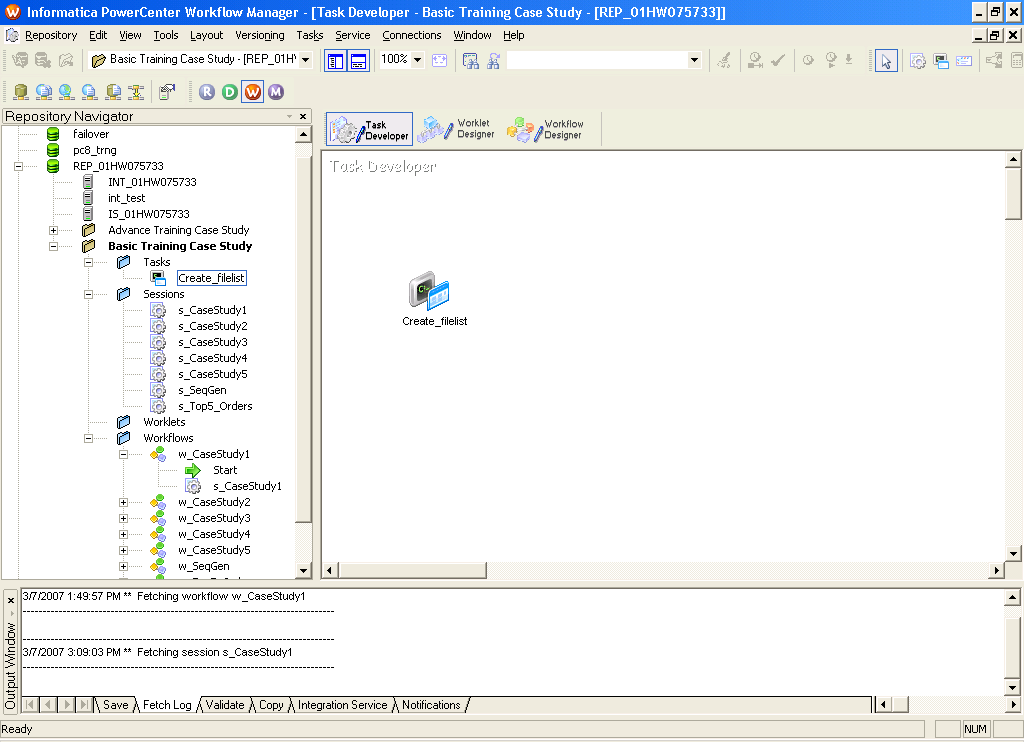 Informatica PowerCenter Workflow Manager - [Task Developer - Basic Training Case Study - [REP_01HW075733]]
Repository Edit View Tools Layout Versioning Tasks Service Connections Window Help
Basic Training Case Study - [REP_01HW
100%
R D W M
Repository Navigator
failover
pc8_trng
REP_01HW075733
INT_01HW075733
int_test
IS_01HW075733
Advance Training Case Study
Basic Training Case Study
Tasks
Create_filelist
Sessions
s_CaseStudy1
s_CaseStudy2
s_CaseStudy3
s_CaseStudy4
s_CaseStudy5
s_SeqGen
s_Top5_Orders
Worklets
Workflows
w_CaseStudy1
Start
s_CaseStudy1
w_CaseStudy2
w_CaseStudy3
w_CaseStudy4
w_CaseStudy5
w_SeqGen
Task Developer
Worklet Designer
Workflow Designer
Task Developer
Create_filelist
Output Window
3/7/2007 1:49:57 PM ** Fetching workflow w_CaseStudy1
3/7/2007 3:09:03 PM ** Fetching session s_CaseStudy1
Save Fetch Log Validate Copy Integration Service Notifications
Ready
NUM